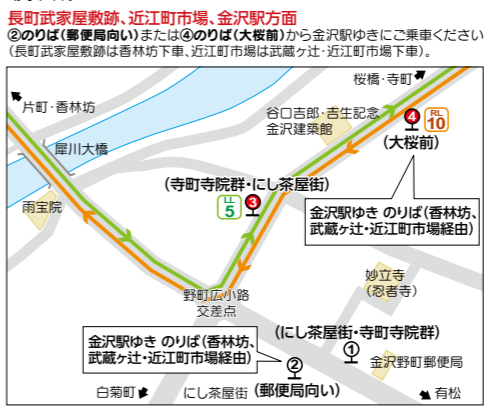 長町武家屋敷跡、近江町市場、金沢駅方面
②のりば(郵便局向い)または④のりば(大桜前)から金沢駅ゆきにご乗車ください
(長町武家屋敷跡は香林坊下車、近江町市場は武蔵ヶ辻・近江町市場下車)。
桜橋・寺町
片町・香林坊
谷口吉郎・吉生記念
金沢建築館
4
RL
10
(大桜前)
犀川大橋
(寺町寺院群・にし茶屋街)
LL
5
3
雨宝院
金沢駅ゆき のりば(香林坊、
武蔵ヶ辻・近江町市場経由)
妙立寺
(忍者寺)
野町広小路
交差点
金沢駅ゆき のりば(香林坊、
武蔵ヶ辻・近江町市場経由)
(にし茶屋街・寺町寺院群)
1
金沢野町郵便局
2
白菊町
にし茶屋街
(郵便局向い)
有松